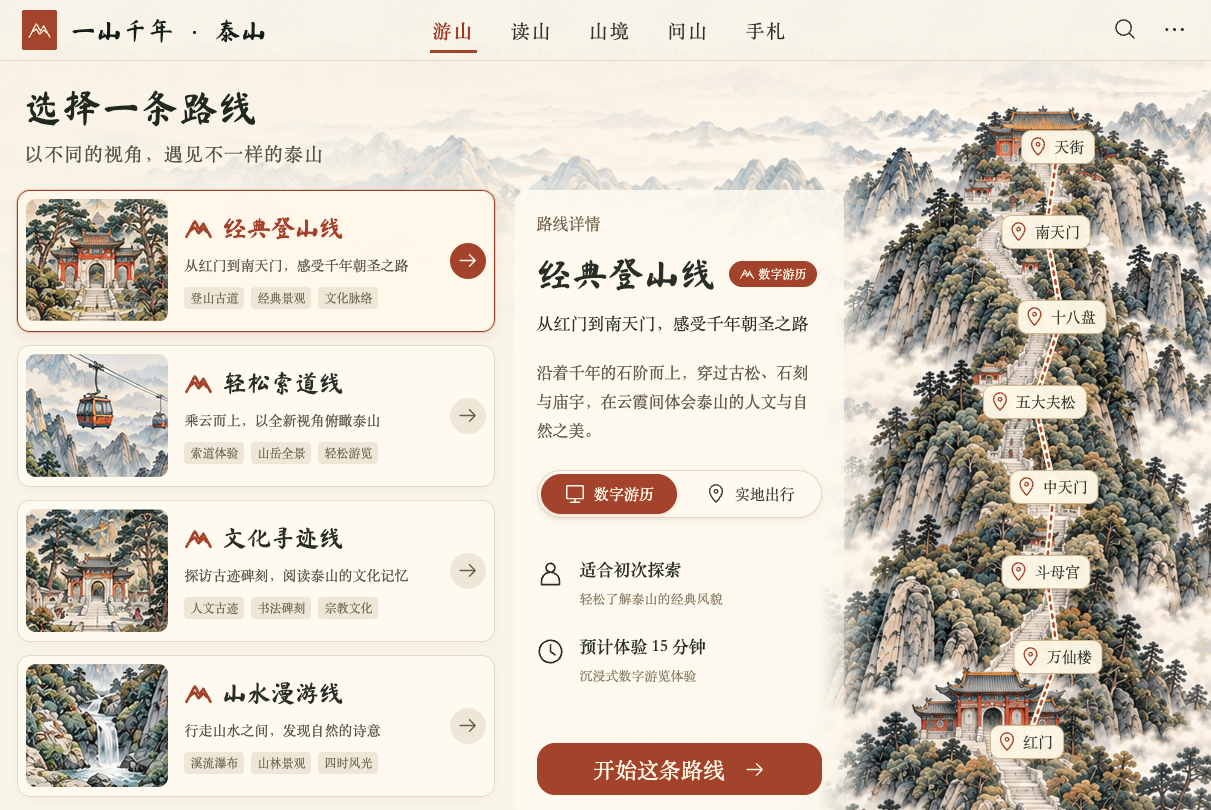 一山千年 · 泰山
游山
读山
山境
问山
手札
选择一条路线
以不同的视角，遇见不一样的泰山
经典登山线
从红门到南天门，感受千年朝圣之路
登山古道
经典景观
文化脉络
轻松索道线
乘云而上，以全新视角俯瞰泰山
索道体验
山岳全景
轻松游览
文化寻迹线
探访古迹碑刻，阅读泰山的文化记忆
人文古迹
书法碑刻
宗教文化
山水漫游线
行走山水之间，发现自然的诗意
溪流瀑布
山林景观
四时风光
路线详情
经典登山线
数字游历
从红门到南天门，感受千年朝圣之路
沿着千年的石阶而上，穿过古松、石刻
与庙宇，在云霞间体会泰山的人文与自
然之美。
数字游历
实地出行
适合初次探索
轻松了解泰山的经典风貌
预计体验 15 分钟
沉浸式数字游览体验
开始这条路线
天街
南天门
十八盘
五大夫松
中天门
斗母宫
万仙楼
红门